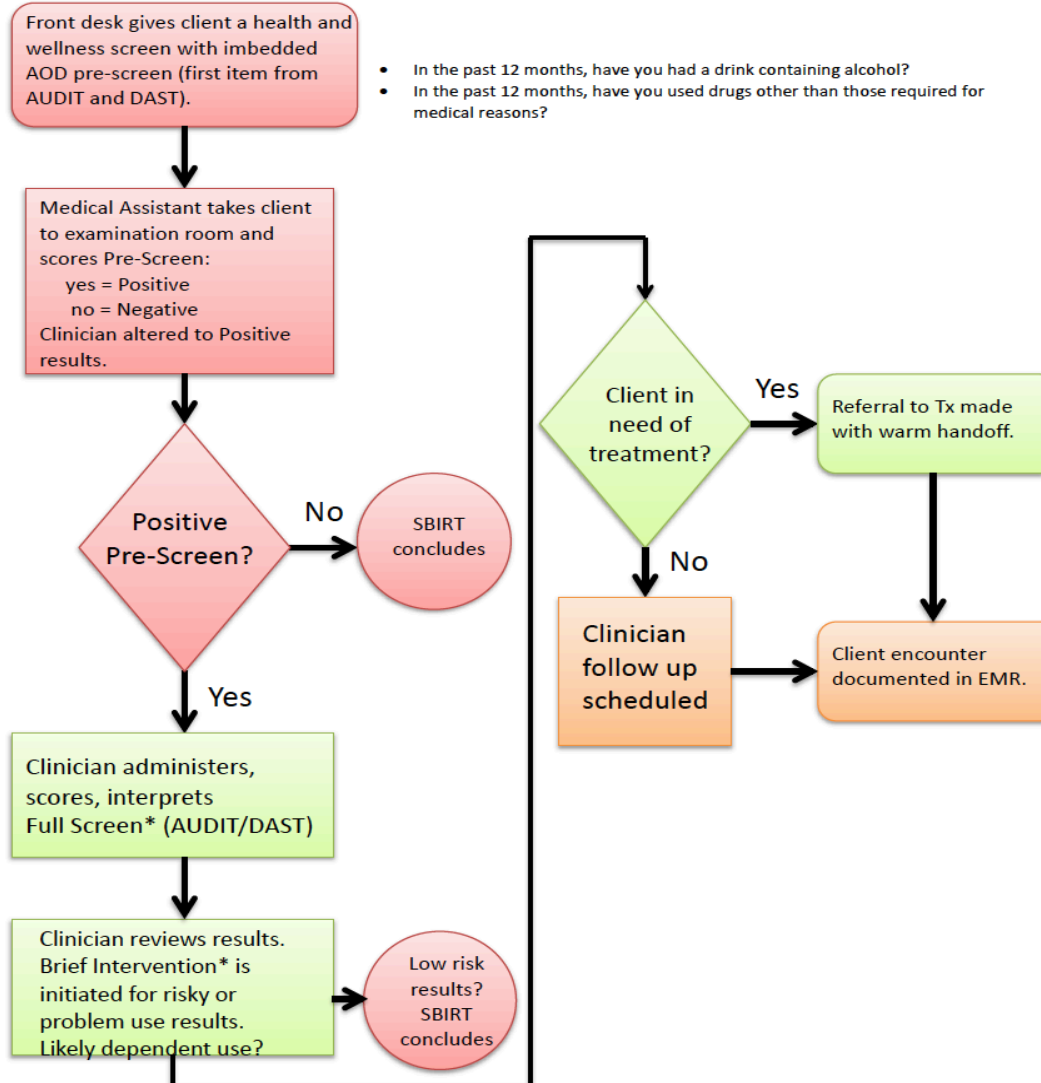 Front desk gives client a health and
wellness screen with imbedded
AOD pre-screen (first item from
AUDIT and DAST).
• In the past 12 months, have you had a drink containing alcohol?
• In the past 12 months, have you used drugs other than those required for
medical reasons?
Medical Assistant takes client
to examination room and
scores Pre-Screen:
yes = Positive
no = Negative
Clinician altered to Positive
results.
Positive
Pre-Screen?
No
SBIRT
concludes
Yes
Clinician administers,
scores, interprets
Full Screen* (AUDIT/DAST)
Clinician reviews results.
Brief Intervention* is
initiated for risky or
problem use results.
Likely dependent use?
Low risk
results?
SBIRT
concludes
Client in
need of
treatment?
Yes
Referral to Tx made
with warm handoff.
No
Clinician
follow up
scheduled
Client encounter
documented in EMR.